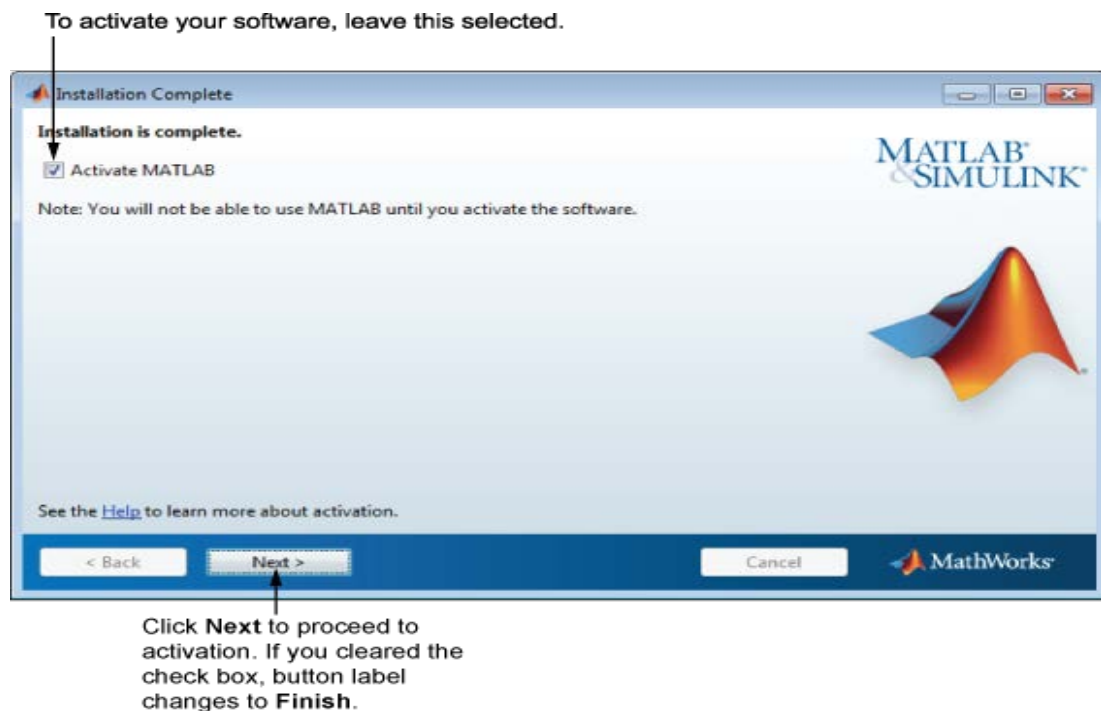 To activate your software, leave this selected.
Installation Complete
Installation is complete.
Activate MATLAB
Note: You will not be able to use MATLAB until you activate the software.
MATLAB®
&SIMULINK®
See the Help to learn more about activation.
< Back
Next >
Cancel
MathWorks®
Click Next to proceed to
activation. If you cleared the
check box, button label
changes to Finish.